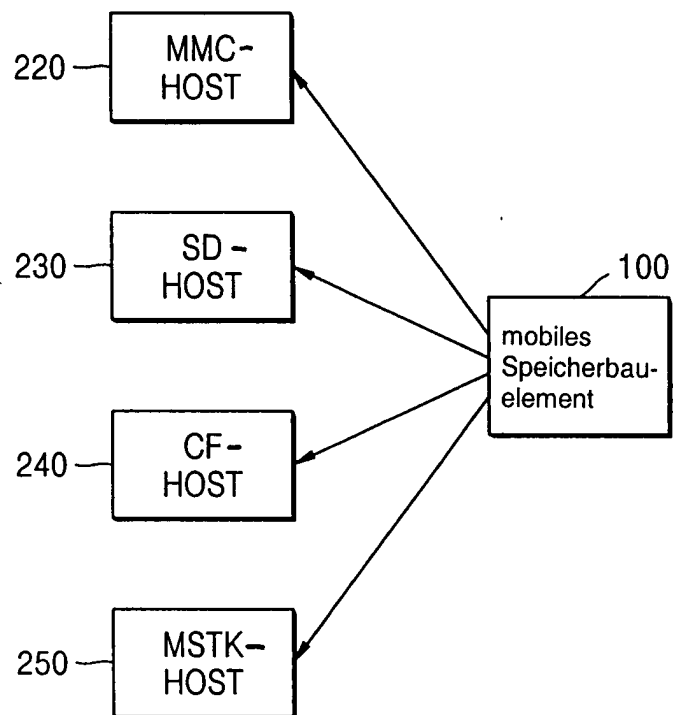 220
MMC-
HOST
230
SD-
HOST
100
mobiles
Speicherbau-
element
240
CF-
HOST
250
MSTK-
HOST